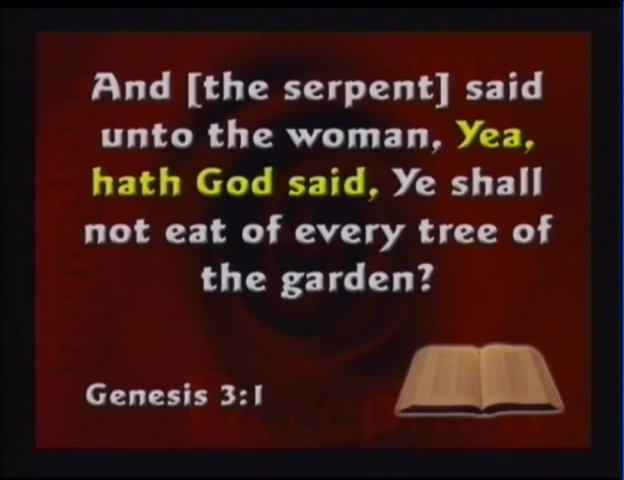 And [the serpent] said
unto the woman, Yea,
hath God said, Ye shall
not eat of every tree of
the garden?
Genesis 3:1